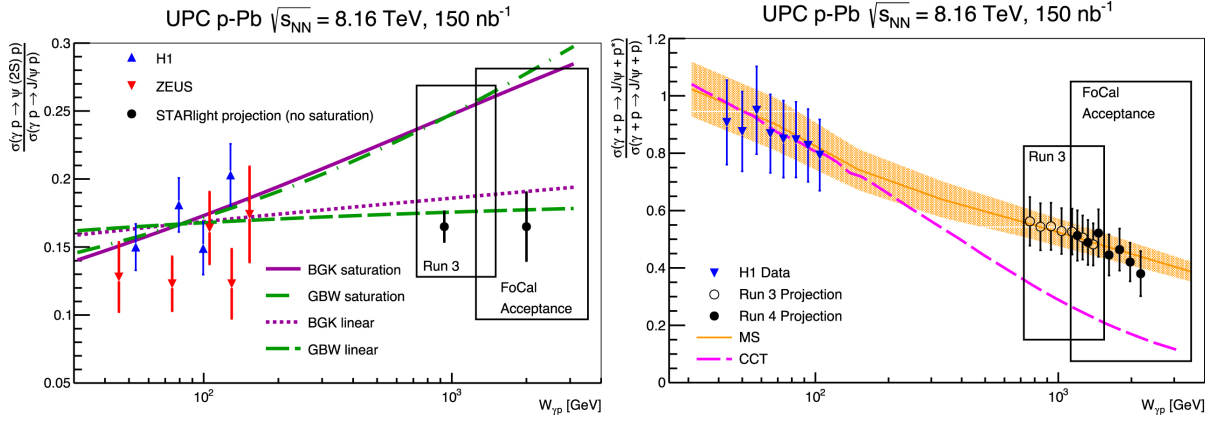 UPC p-Pb √s_NN = 8.16 TeV, 150 nb⁻¹
σ(γ p → ψ (2S) p)
σ(γ p → J/ψ p)
0.3
0.25
0.2
0.15
0.1
0.05
H1
ZEUS
STARlight projection (no saturation)
Run 3
FoCal
Acceptance
BGK saturation
GBW saturation
BGK linear
GBW linear
10²
10³
W_γp [GeV]
UPC p-Pb √s_NN = 8.16 TeV, 150 nb⁻¹
σ(γ + p → J/ψ + p*)
σ(γ + p → J/ψ + p)
1.2
1
0.8
0.6
0.4
0.2
0
FoCal
Acceptance
Run 3
H1 Data
Run 3 Projection
Run 4 Projection
MS
CCT
10²
10³
W_γp [GeV]